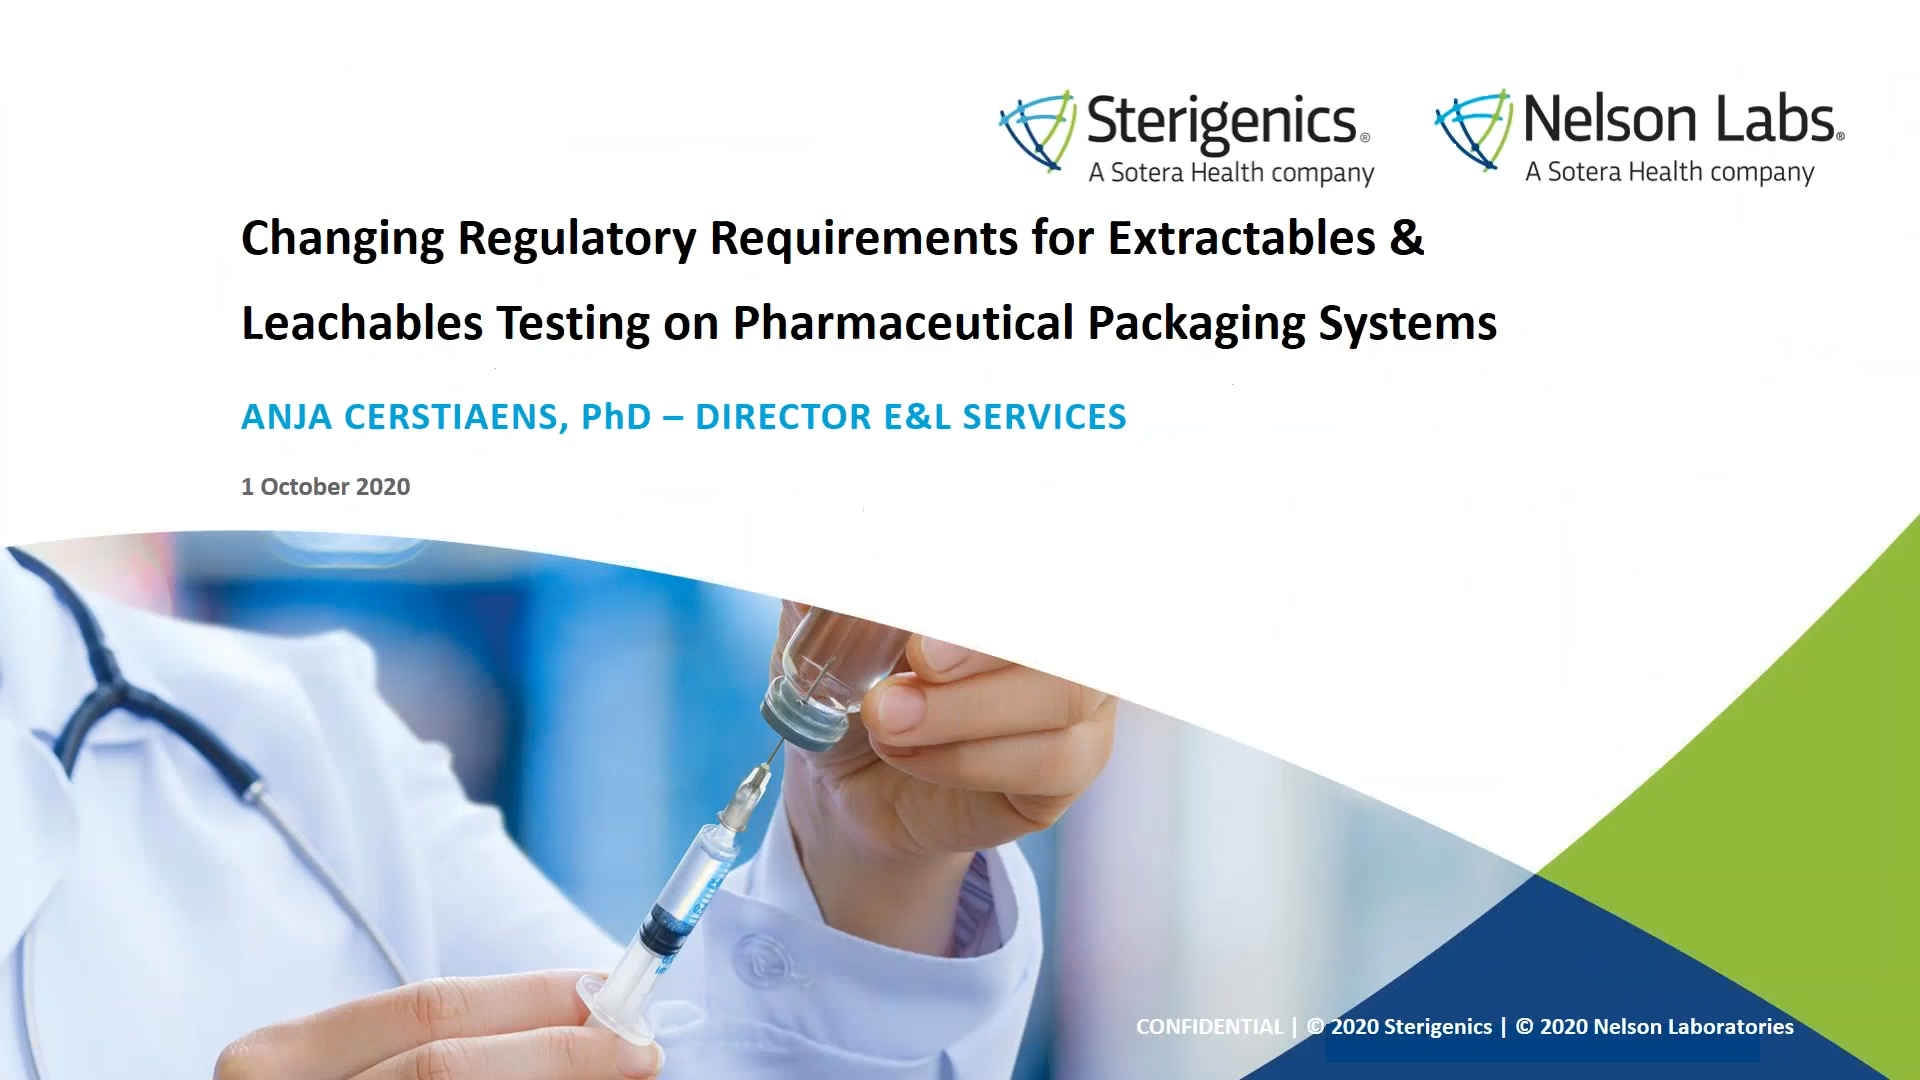 Sterigenics®
A Sotera Health company
Nelson Labs®
A Sotera Health company
Changing Regulatory Requirements for Extractables &
Leachables Testing on Pharmaceutical Packaging Systems
ANJA CERSTIAENS, PhD – DIRECTOR E&L SERVICES
1 October 2020
CONFIDENTIAL | © 2020 Sterigenics | © 2020 Nelson Laboratories